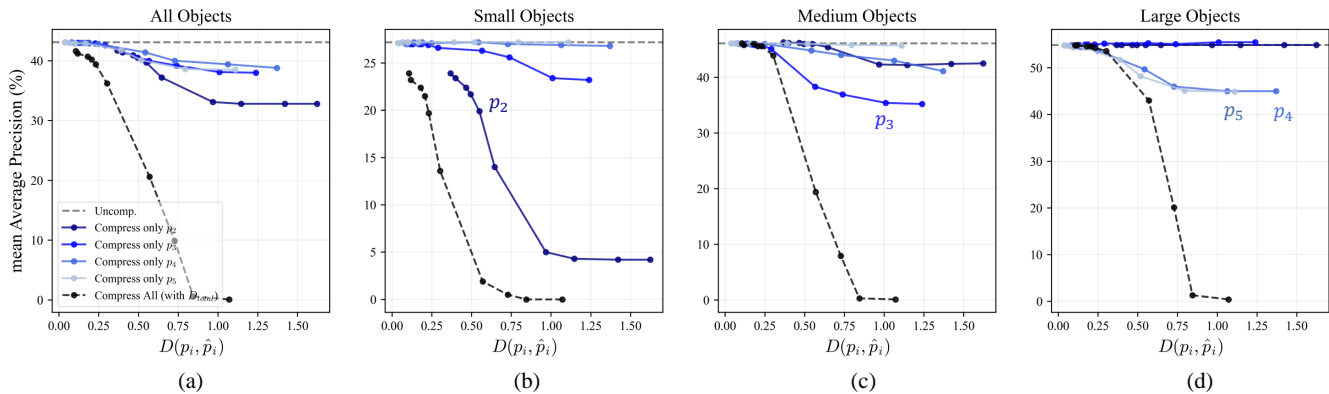 All Objects
Small Objects
Medium Objects
Large Objects
mean Average Precision (%)
40
30
20
10
0
Uncomp.
Compress only p₂
Compress only p₃
Compress only p₄
Compress only p₅
Compress All (with D_total)
0.00 0.25 0.50 0.75 1.00 1.25 1.50
D(pᵢ, p̂ᵢ)
(a)
25
20
15
10
5
0
p₂
0.00 0.25 0.50 0.75 1.00 1.25 1.50
D(pᵢ, p̂ᵢ)
(b)
40
30
20
10
0
p₃
0.00 0.25 0.50 0.75 1.00 1.25 1.50
D(pᵢ, p̂ᵢ)
(c)
50
40
30
20
10
0
p₅ p₄
0.00 0.25 0.50 0.75 1.00 1.25 1.50
D(pᵢ, p̂ᵢ)
(d)